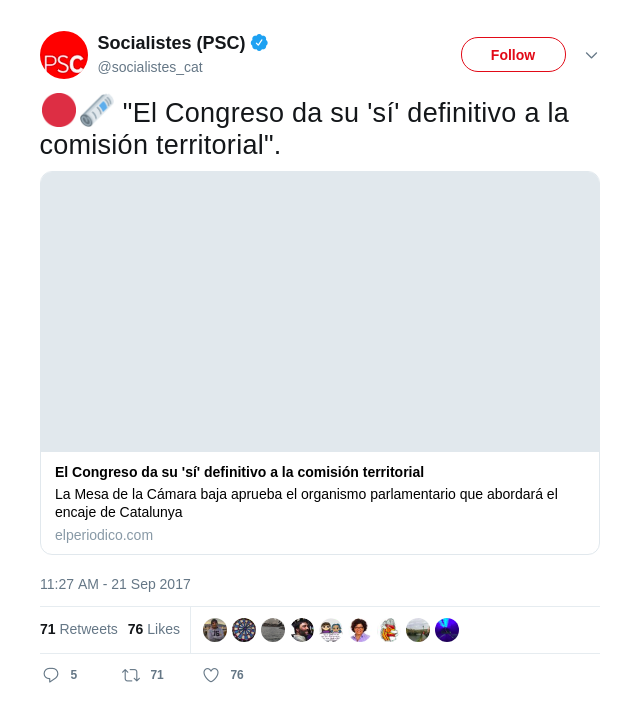 PSC
Socialistes (PSC)
@socialistes_cat
Follow
"El Congreso da su 'sí' definitivo a la
comisión territorial".
El Congreso da su 'sí' definitivo a la comisión territorial
La Mesa de la Cámara baja aprueba el organismo parlamentario que abordará el
encaje de Catalunya
elperiodico.com
11:27 AM - 21 Sep 2017
71 Retweets 76 Likes
5 71 76